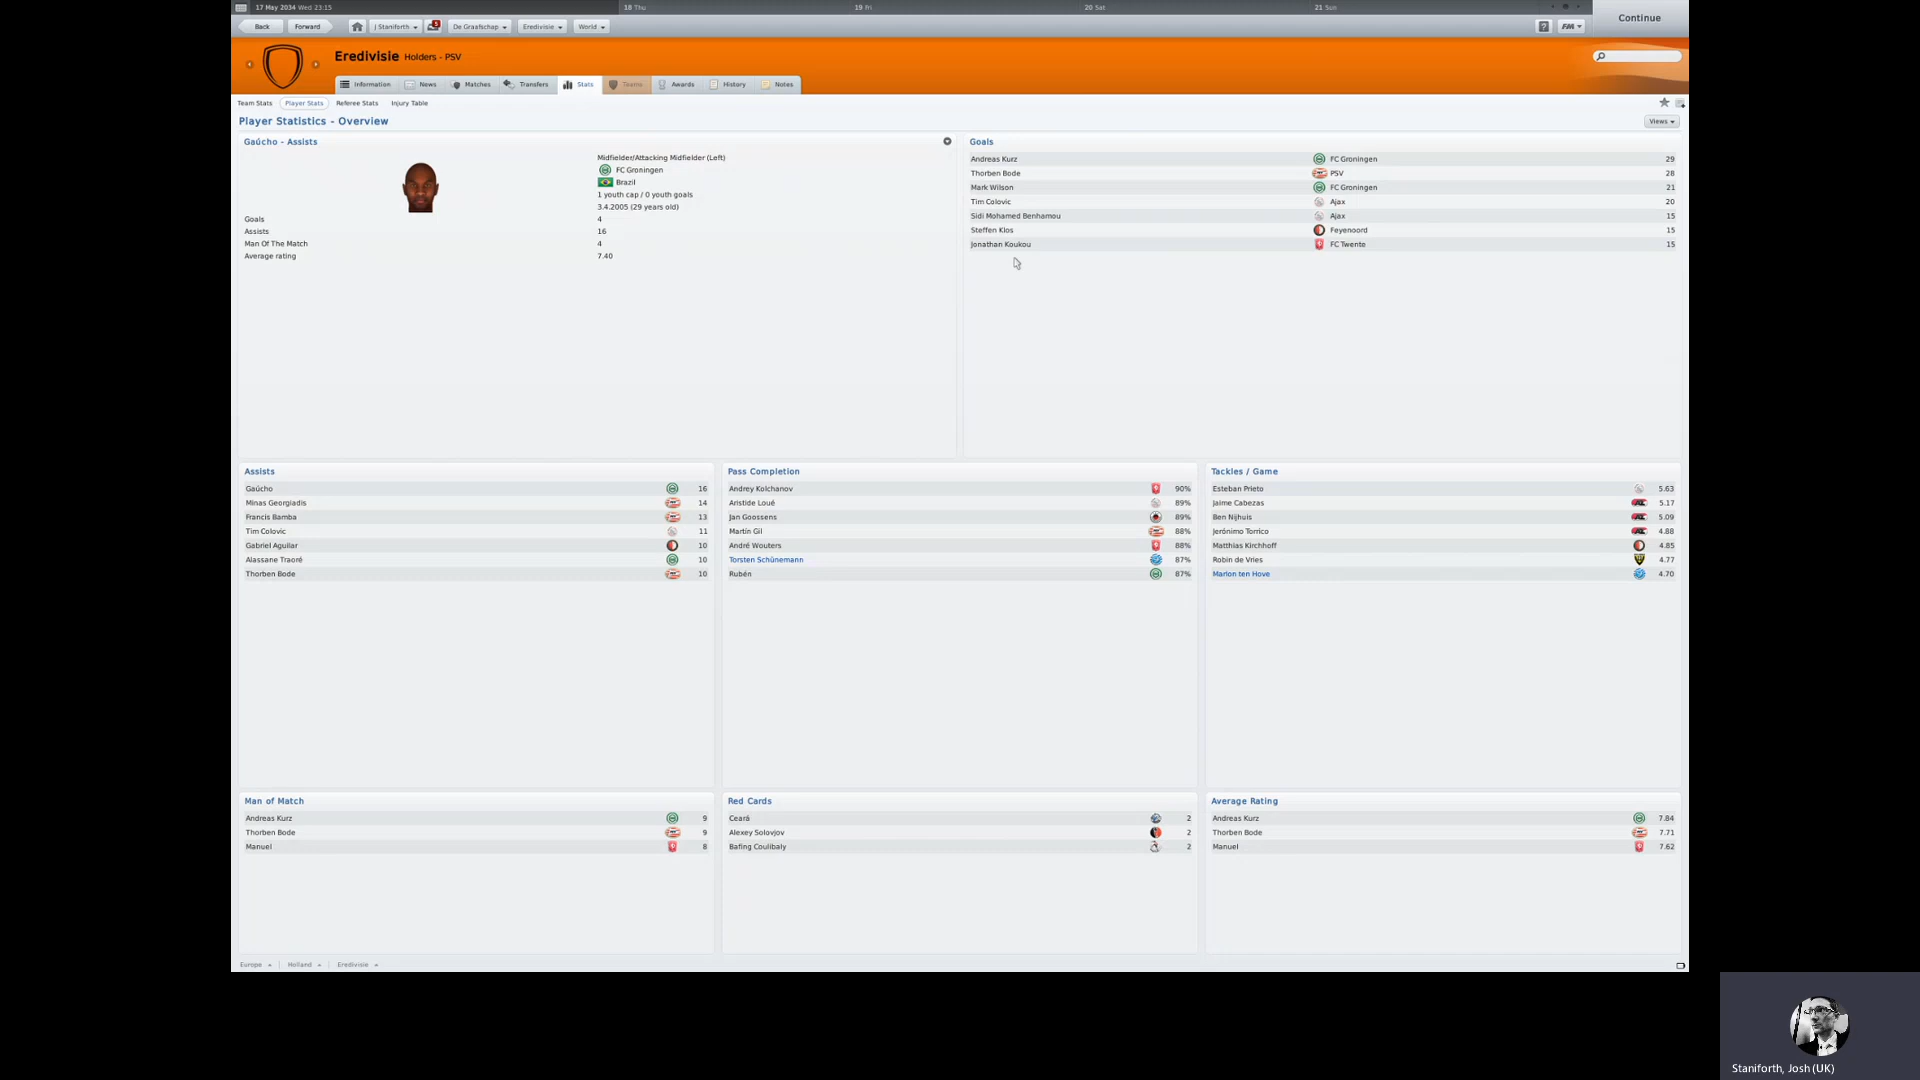 17 May 2034 Wed 23:15
18 Thu
19 Fri
20 Sat
21 Sun
Continue
Back
Forward
J Staniforth
5
De Graafschap
Eredivisie
World
?
FM
Eredivisie Holders - PSV
Information
News
Matches
Transfers
Stats
Teams
Awards
History
Notes
Team Stats
Player Stats
Referee Stats
Injury Table
Player Statistics - Overview
Views
Gaúcho - Assists
Midfielder/Attacking Midfielder (Left)
FC Groningen
Brazil
1 youth cap / 0 youth goals
3.4.2005 (29 years old)
Goals 4
Assists 16
Man Of The Match 4
Average rating 7.40
Goals
Andreas Kurz FC Groningen 29
Thorben Bode PSV 28
Mark Wilson FC Groningen 21
Tim Colovic Ajax 20
Sidi Mohamed Benhamou Ajax 15
Steffen Klos Feyenoord 15
Jonathan Koukou FC Twente 15
Assists
Gaúcho 16
Minas Georgiadis 14
Francis Bamba 13
Tim Colovic 11
Gabriel Aguilar 10
Alassane Traoré 10
Thorben Bode 10
Pass Completion
Andrey Kolchanov 90%
Aristide Loué 89%
Jan Goossens 89%
Martín Gil 88%
André Wouters 88%
Torsten Schünemann 87%
Rubén 87%
Tackles / Game
Esteban Prieto 5.63
Jaime Cabezas 5.17
Ben Nijhuis 5.09
Jerónimo Torrico 4.88
Matthias Kirchhoff 4.85
Robin de Vries 4.77
Marlon ten Hove 4.70
Man of Match
Andreas Kurz 9
Thorben Bode 9
Manuel 8
Red Cards
Ceará 2
Alexey Solovjov 2
Bafing Coulibaly 2
Average Rating
Andreas Kurz 7.84
Thorben Bode 7.71
Manuel 7.62
Europe
Holland
Eredivisie
Staniforth, Josh (UK)